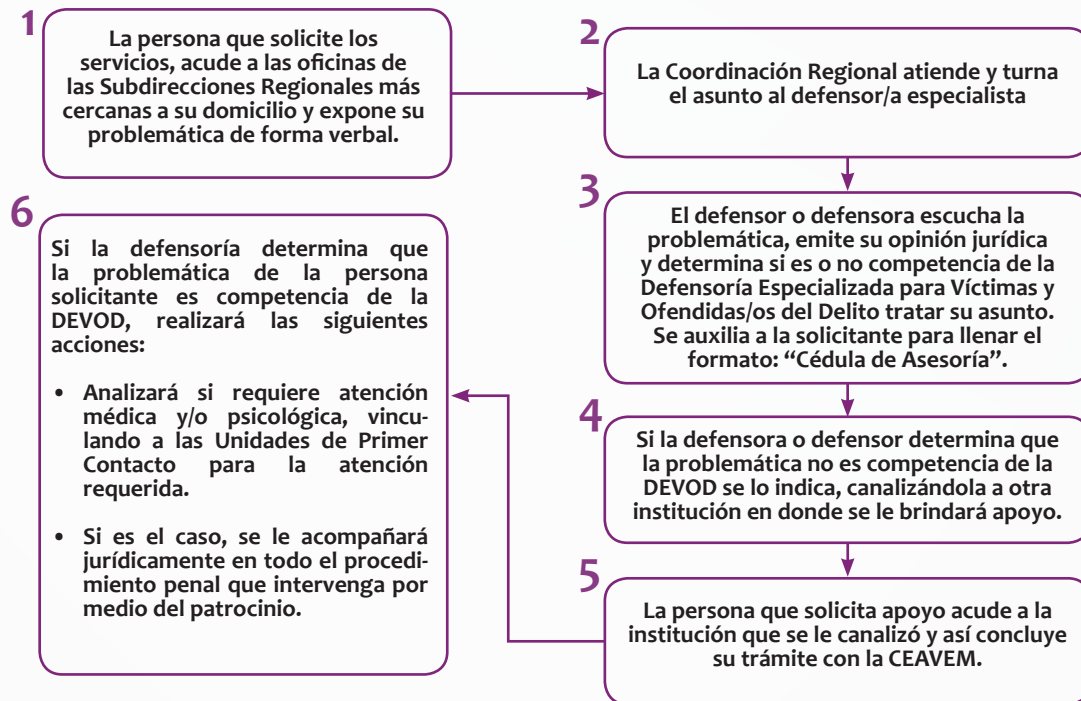 1
La persona que solicite los
servicios, acude a las oficinas de
las Subdirecciones Regionales más
cercanas a su domicilio y expone su
problemática de forma verbal.
2
La Coordinación Regional atiende y turna
el asunto al defensor/a especialista
3
El defensor o defensora escucha la
problemática, emite su opinión jurídica
y determina si es o no competencia de la
Defensoría Especializada para Víctimas y
Ofendidas/os del Delito tratar su asunto.
Se auxilia a la solicitante para llenar el
formato: “Cédula de Asesoría”.
4
Si la defensora o defensor determina que
la problemática no es competencia de la
DEVOD se lo indica, canalizándola a otra
institución en donde se le brindará apoyo.
5
La persona que solicita apoyo acude a la
institución que se le canalizó y así concluye
su trámite con la CEAVEM.
6
Si la defensoría determina que
la problemática de la persona
solicitante es competencia de la
DEVOD, realizará las siguientes
acciones:
• Analizará si requiere atención
médica y/o psicológica, vincu-
lando a las Unidades de Primer
Contacto para la atención
requerida.
• Si es el caso, se le acompañará
jurídicamente en todo el procedi-
miento penal que intervenga por
medio del patrocinio.